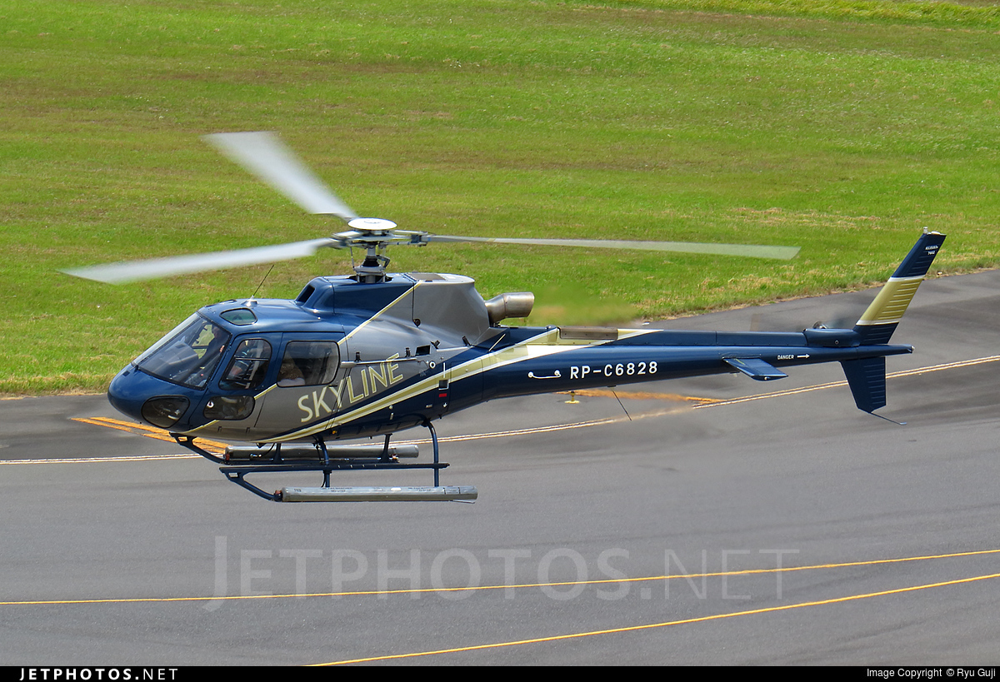 SKYLINE
RP-C6828
DANGER
JETPHOTOS.NET
JETPHOTOS.NET
Image Copyright © Ryu Guji